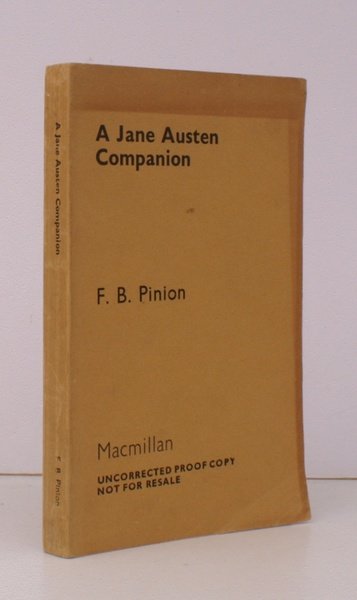 A Jane Austen Companion
F. B. Pinion
A Jane Austen
Companion
F. B. Pinion
Macmillan
UNCORRECTED PROOF COPY
NOT FOR RESALE